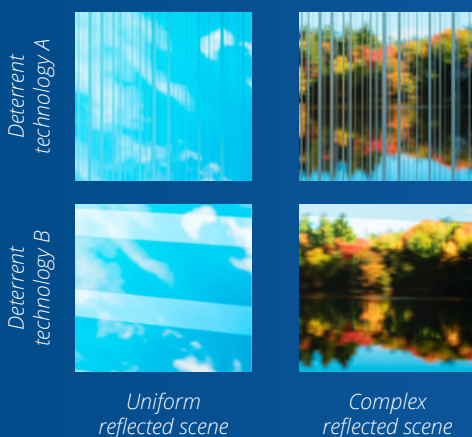 Deterrent
technology A
Deterrent
technology B
Uniform
reflected scene
Complex
reflected scene